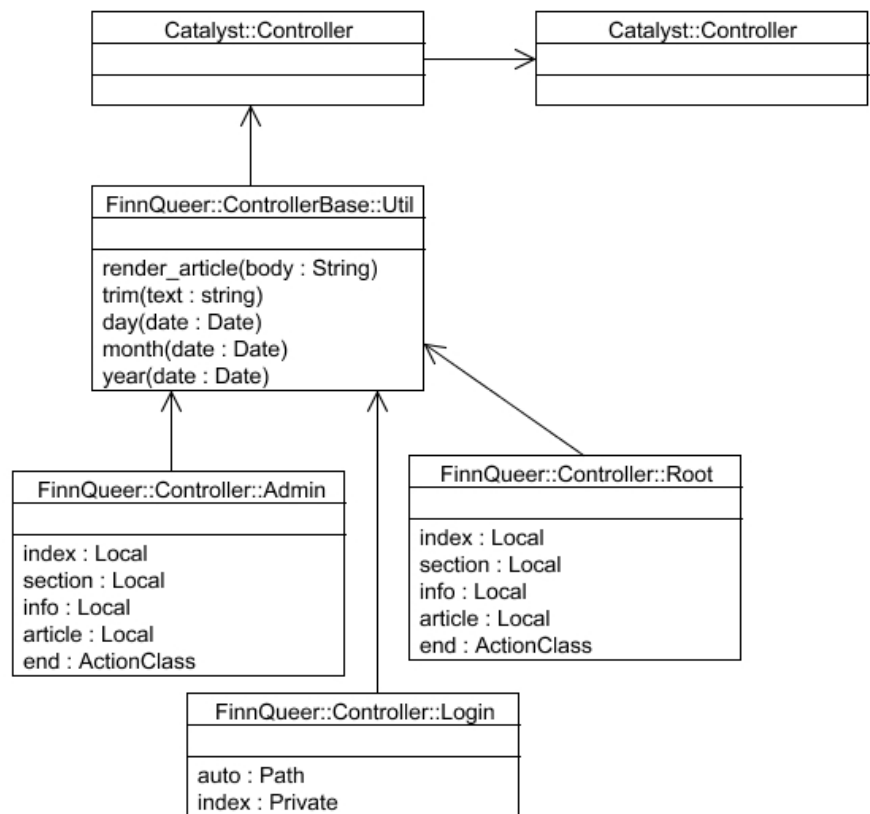 Catalyst::Controller
Catalyst::Controller
FinnQueer::ControllerBase::Util
render_article(body : String)
trim(text : string)
day(date : Date)
month(date : Date)
year(date : Date)
FinnQueer::Controller::Admin
index : Local
section : Local
info : Local
article : Local
end : ActionClass
FinnQueer::Controller::Root
index : Local
section : Local
info : Local
article : Local
end : ActionClass
FinnQueer::Controller::Login
auto : Path
index : Private